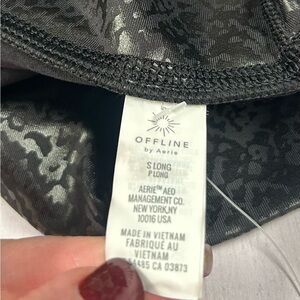 OFFLINE
by Aerie
S LONG
P LONG
AERIE™ AEO
MANAGEMENT CO.
NEW YORK, NY
10016 USA
MADE IN VIETNAM
FABRIQUÉ AU
VIETNAM
CA 03873